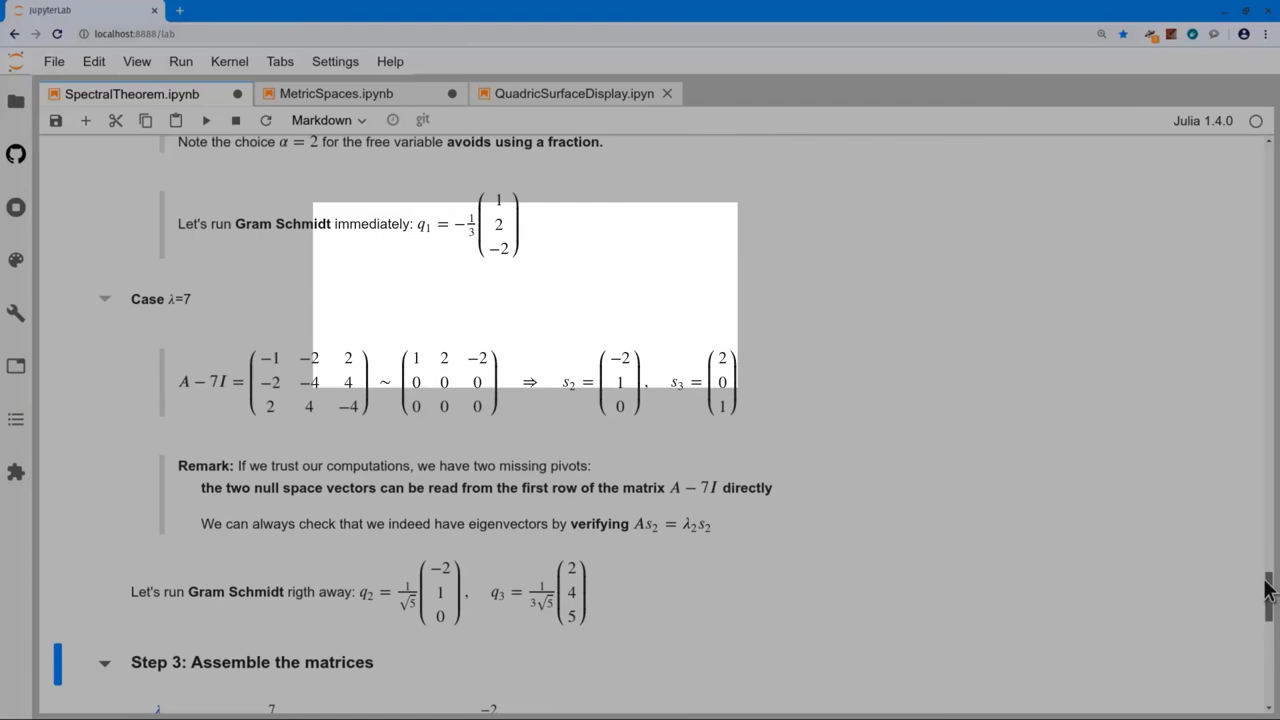 JupyterLab
localhost:8888/lab
File Edit View Run Kernel Tabs Settings Help
SpectralTheorem.ipynb MetricSpaces.ipynb QuadricSurfaceDisplay.ipyn
Markdown git Julia 1.4.0
Note the choice α = 2 for the free variable avoids using a fraction.
Let's run Gram Schmidt immediately: q₁ = −1/3 (1 2 −2)
Case λ=7
A − 7I = (−1 −2 2; −2 −4 4; 2 4 −4) ~ (1 2 −2; 0 0 0; 0 0 0) ⇒ s₂ = (−2 1 0), s₃ = (2 0 1)
Remark: If we trust our computations, we have two missing pivots:
the two null space vectors can be read from the first row of the matrix A − 7I directly
We can always check that we indeed have eigenvectors by verifying As₂ = λ₂s₂
Let's run Gram Schmidt rigth away: q₂ = 1/√5 (−2 1 0), q₃ = 1/3√5 (2 4 5)
Step 3: Assemble the matrices
λ 7 −2